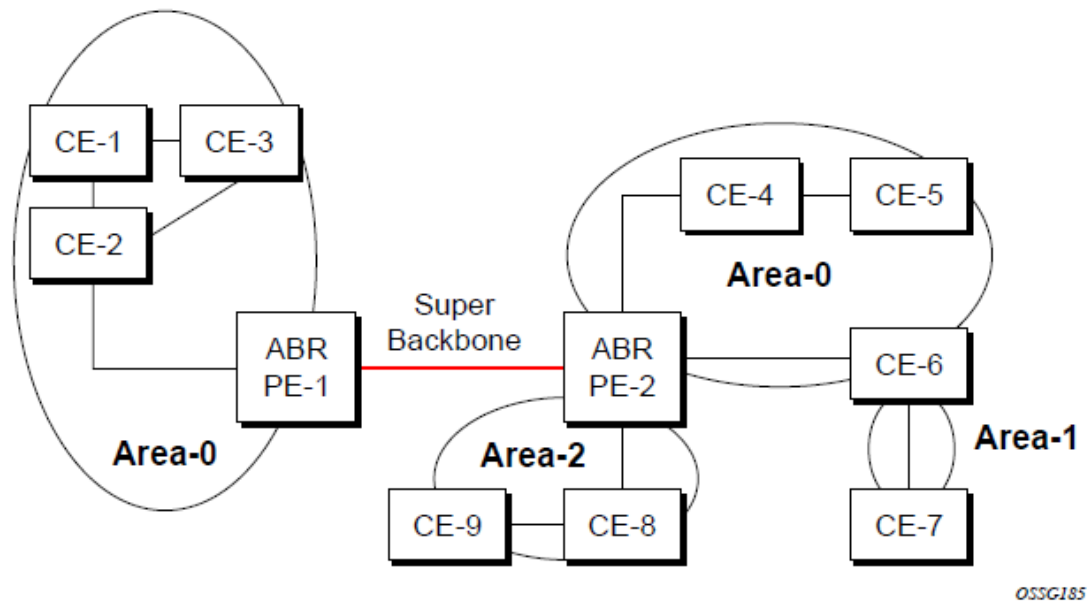 CE-1
CE-3
CE-2
ABR
PE-1
Area-0
Super
Backbone
CE-4
CE-5
Area-0
ABR
PE-2
CE-6
Area-2
Area-1
CE-9
CE-8
CE-7
OSSG185